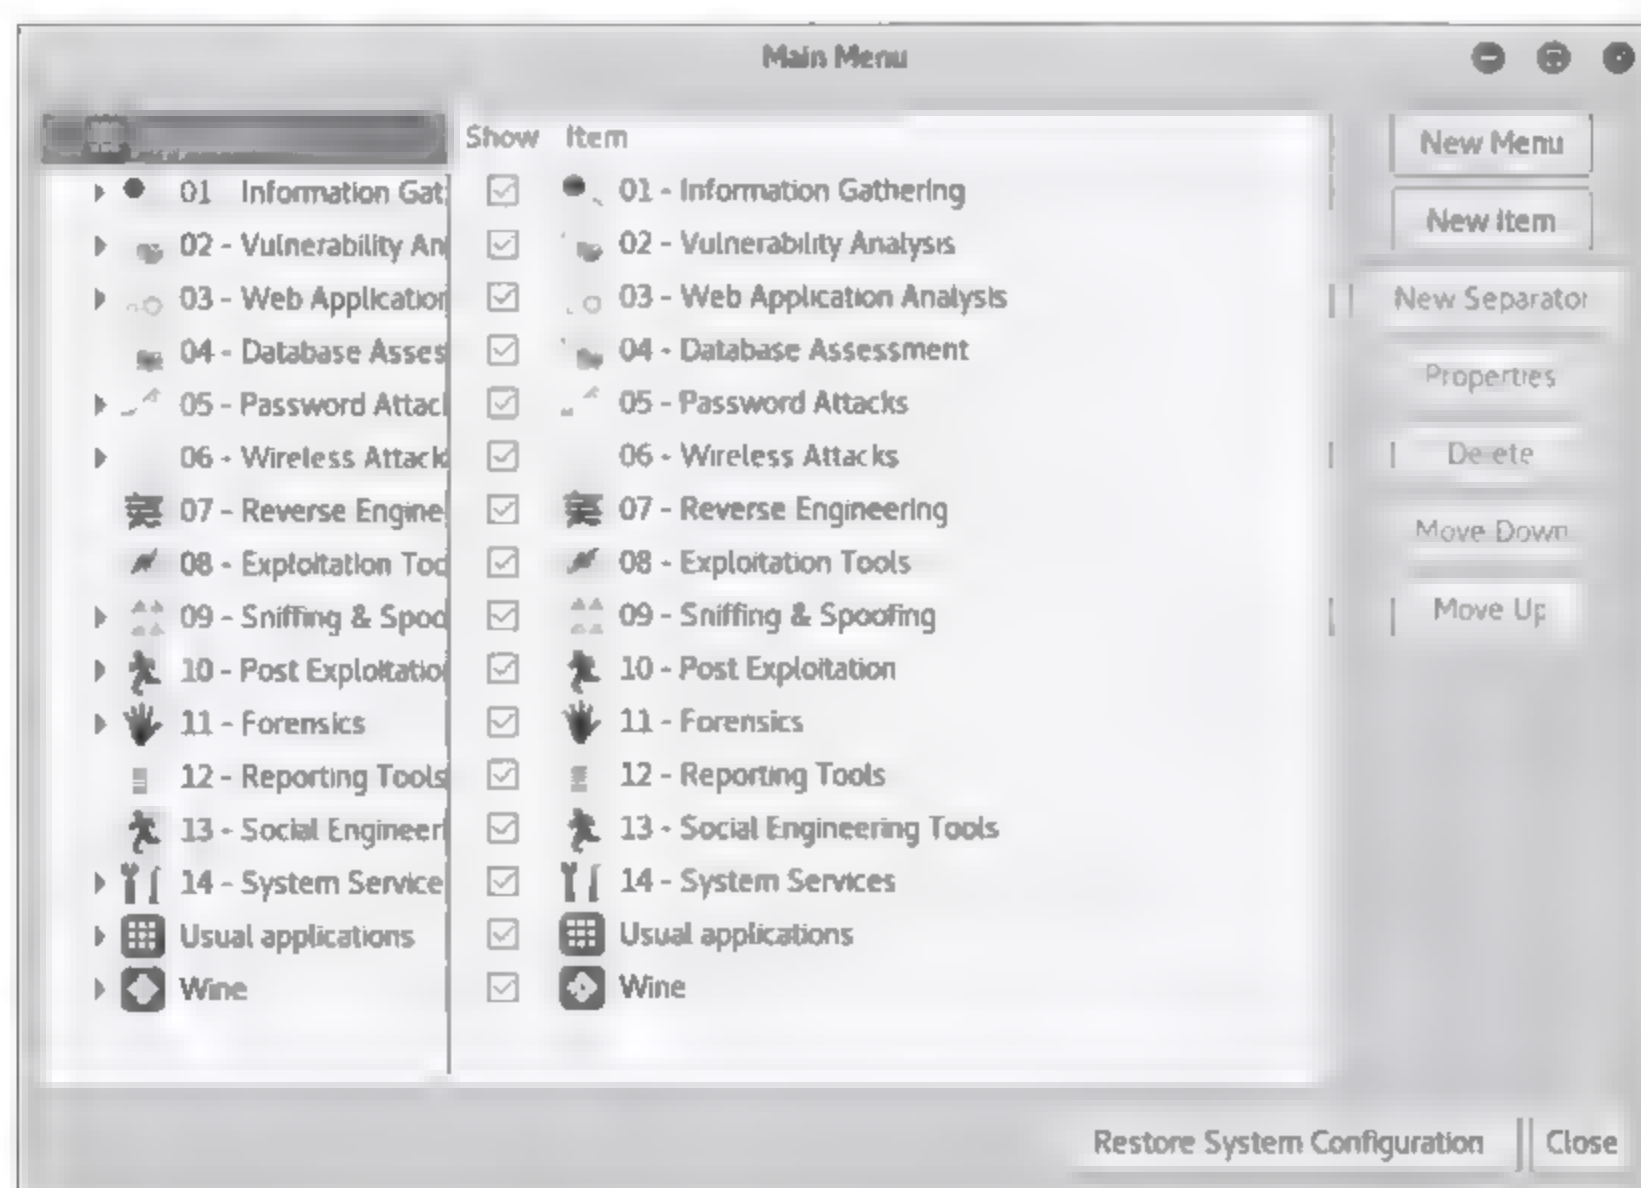 Main Menu
Show Item
01 Information Gat
02 - Vulnerability An
03 - Web Application
04 - Database Asses
05 - Password Attac
06 - Wireless Attack
07 - Reverse Engine
08 - Exploitation Too
09 - Sniffing & Spoo
10 - Post Exploitatio
11 - Forensics
12 - Reporting Tools
13 - Social Engineeri
14 - System Service
Usual applications
Wine
01 - Information Gathering
02 - Vulnerability Analysis
03 - Web Application Analysis
04 - Database Assessment
05 - Password Attacks
06 - Wireless Attacks
07 - Reverse Engineering
08 - Exploitation Tools
09 - Sniffing & Spoofing
10 - Post Exploitation
11 - Forensics
12 - Reporting Tools
13 - Social Engineering Tools
14 - System Services
Usual applications
Wine
New Menu
New Item
New Separator
Properties
Delete
Move Down
Move Up
Restore System Configuration
Close